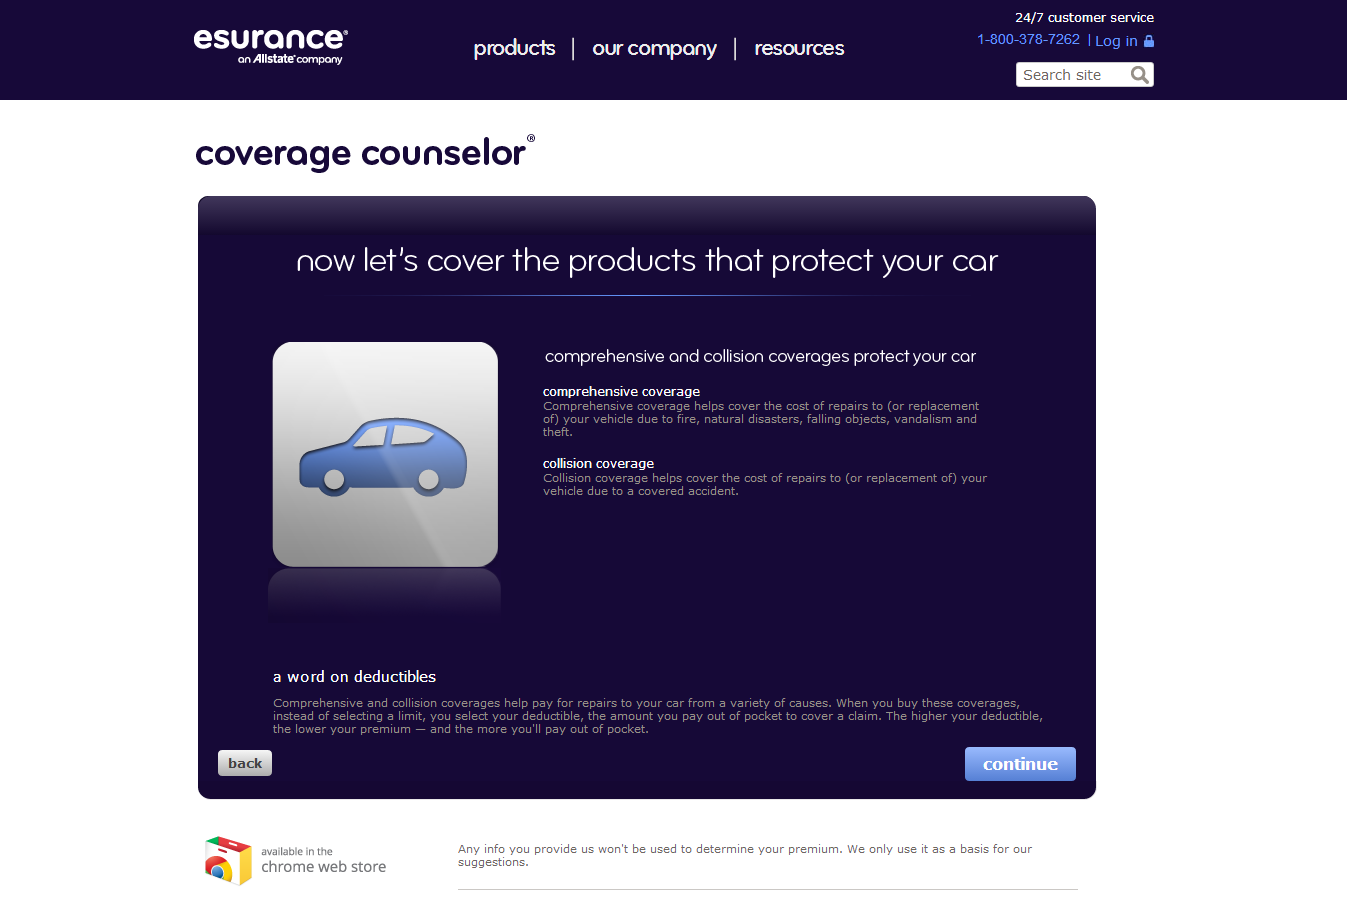 esurance®
an Allstate® company
products | our company | resources
24/7 customer service
1-800-378-7262 | Log in
Search site
coverage counselor®
now let's cover the products that protect your car
comprehensive and collision coverages protect your car
comprehensive coverage
Comprehensive coverage helps cover the cost of repairs to (or replacement
of) your vehicle due to fire, natural disasters, falling objects, vandalism and
theft.
collision coverage
Collision coverage helps cover the cost of repairs to (or replacement of) your
vehicle due to a covered accident.
a word on deductibles
Comprehensive and collision coverages help pay for repairs to your car from a variety of causes. When you buy these coverages,
instead of selecting a limit, you select your deductible, the amount you pay out of pocket to cover a claim. The higher your deductible,
the lower your premium — and the more you'll pay out of pocket.
back
continue
available in the
chrome web store
Any info you provide us won't be used to determine your premium. We only use it as a basis for our
suggestions.